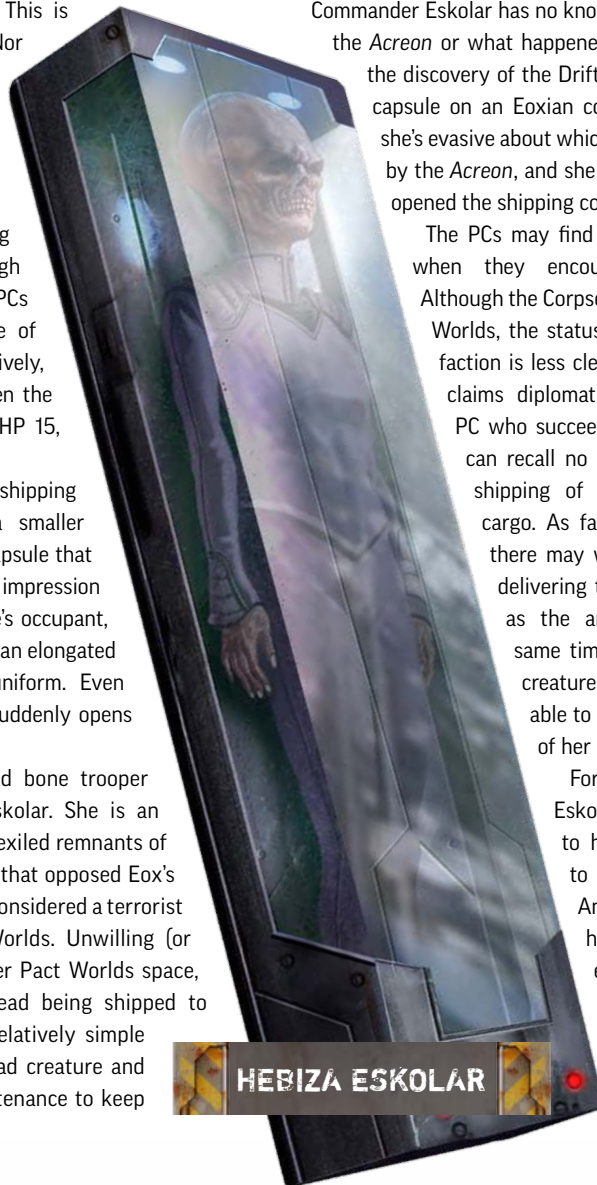 This is
Nor
g
gh
PCs
e of
ively,
en the
HP 15,
shipping
a smaller
apsule that
impression
e's occupant,
an elongated
uniform. Even
uddenly opens
d bone trooper
skolar. She is an
exiled remnants of
that opposed Eox's
onsidered a terrorist
Worlds. Unwilling (or
er Pact Worlds space,
ead being shipped to
elatively simple
ad creature and
tenance to keep
Commander Eskolar has no kno
the Acreon or what happene
the discovery of the Drift
capsule on an Eoxian co
she's evasive about whic
by the Acreon, and she
opened the shipping co
The PCs may find
when they encou
Although the Corpse
Worlds, the status
faction is less cle
claims diplomat
PC who succee
can recall no
shipping of
cargo. As fa
there may w
delivering t
as the a
same tim
creature
able to
of her
For
Esko
to h
to
A
h
e
HEBIZA ESKOLAR